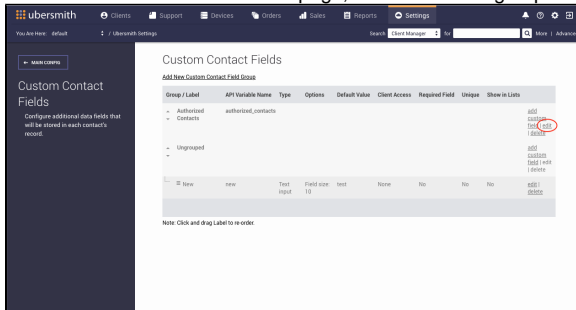 ubersmith Clients Support Devices Orders Sales Reports Settings
You Are Here: default / Ubersmith Settings Search Client Manager for More | Advance
← MAIN CONFIG
Custom Contact
Fields
Configure additional data fields that
will be stored in each contact's
record.
Custom Contact Fields
Add New Custom Contact Field Group
Group / Label API Variable Name Type Options Default Value Client Access Required Field Unique Show in Lists
Authorized authorized_contacts add
Contacts custom
field | edit
| delete
Ungrouped add
custom
field | edit
| delete
New new Text Field size: test None No No No edit |
input 10 delete
Note: Click and drag Label to re-order.